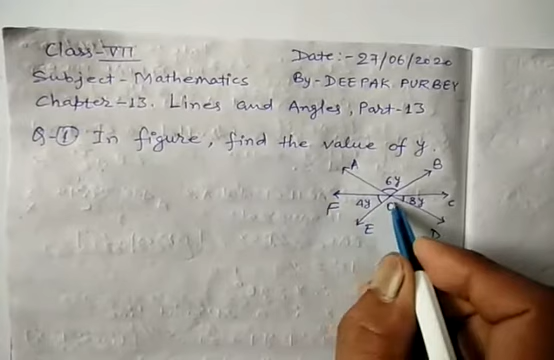 Class-VII
Date:-27/06/2020
Subject-Mathematics
By-DEEPAK PURBEY
Chapter-13. Lines and Angles, Part-13
Q-① In figure, find the value of y.
A
B
6y
F
4y
8y
C
O
E
D